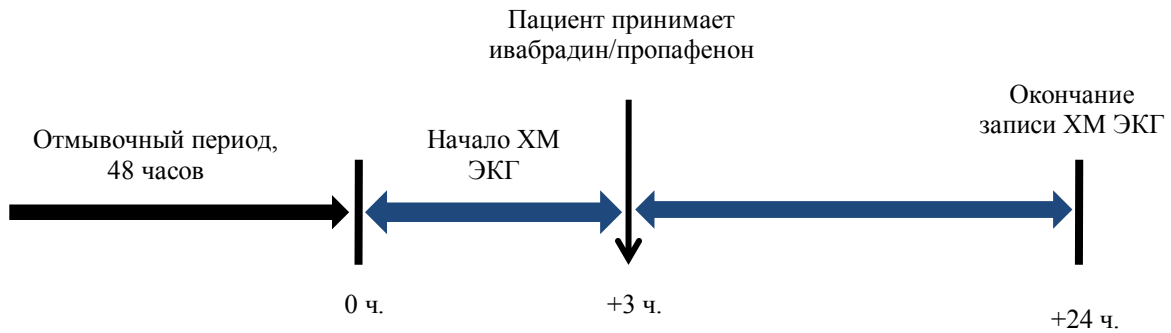 Пациент принимает
ивабрадин/пропафенон
Окончание
записи ХМ ЭКГ
Отмывочный период,
48 часов
Начало ХМ
ЭКГ
0 ч.
+3 ч.
+24 ч.